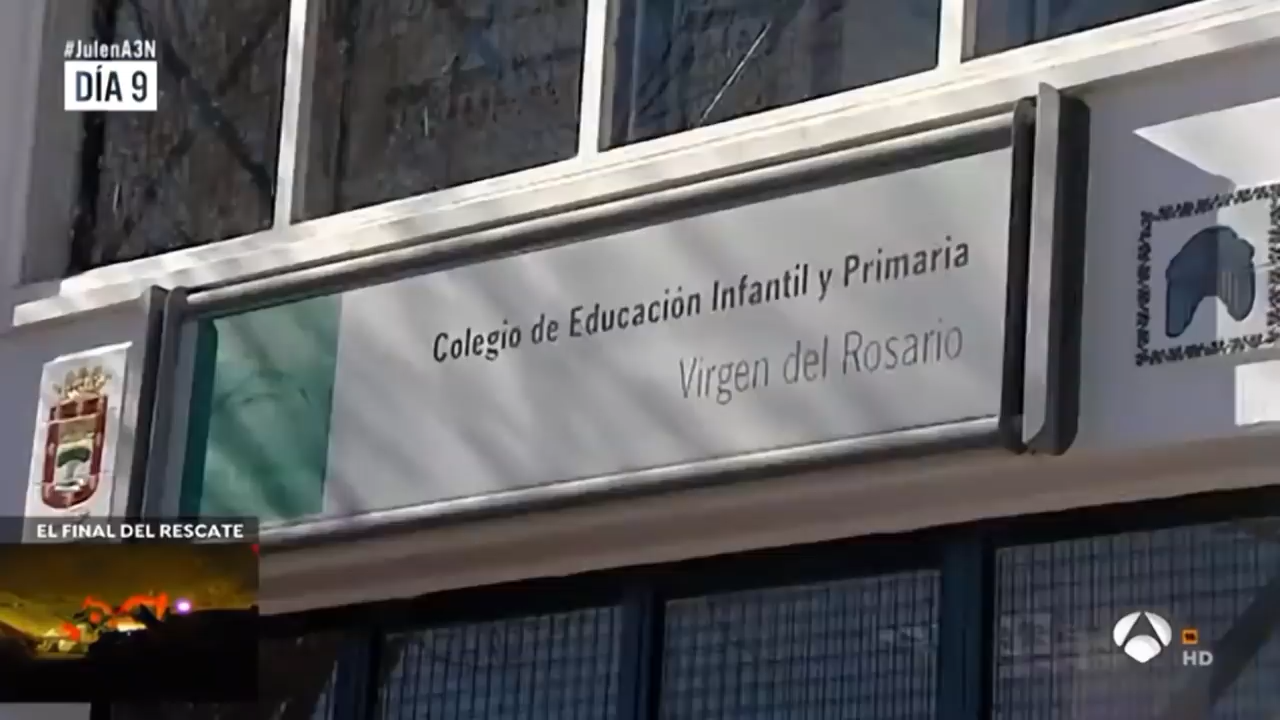 #JulenA3N
DÍA 9
Colegio de Educación Infantil y Primaria
Virgen del Rosario
EL FINAL DEL RESCATE
HD